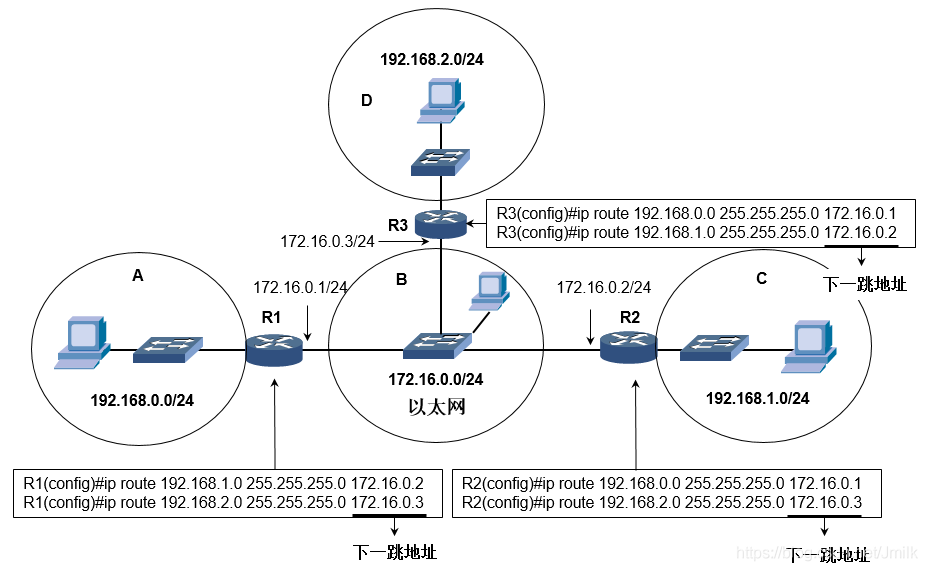 192.168.2.0/24
D
R3
172.16.0.3/24
R3(config)#ip route 192.168.0.0 255.255.255.0 172.16.0.1
R3(config)#ip route 192.168.1.0 255.255.255.0 172.16.0.2
下一跳地址
A
B
C
172.16.0.1/24
172.16.0.2/24
R1
R2
192.168.0.0/24
172.16.0.0/24
以太网
192.168.1.0/24
R1(config)#ip route 192.168.1.0 255.255.255.0 172.16.0.2
R1(config)#ip route 192.168.2.0 255.255.255.0 172.16.0.3
下一跳地址
R2(config)#ip route 192.168.0.0 255.255.255.0 172.16.0.1
R2(config)#ip route 192.168.2.0 255.255.255.0 172.16.0.3
下一跳地址